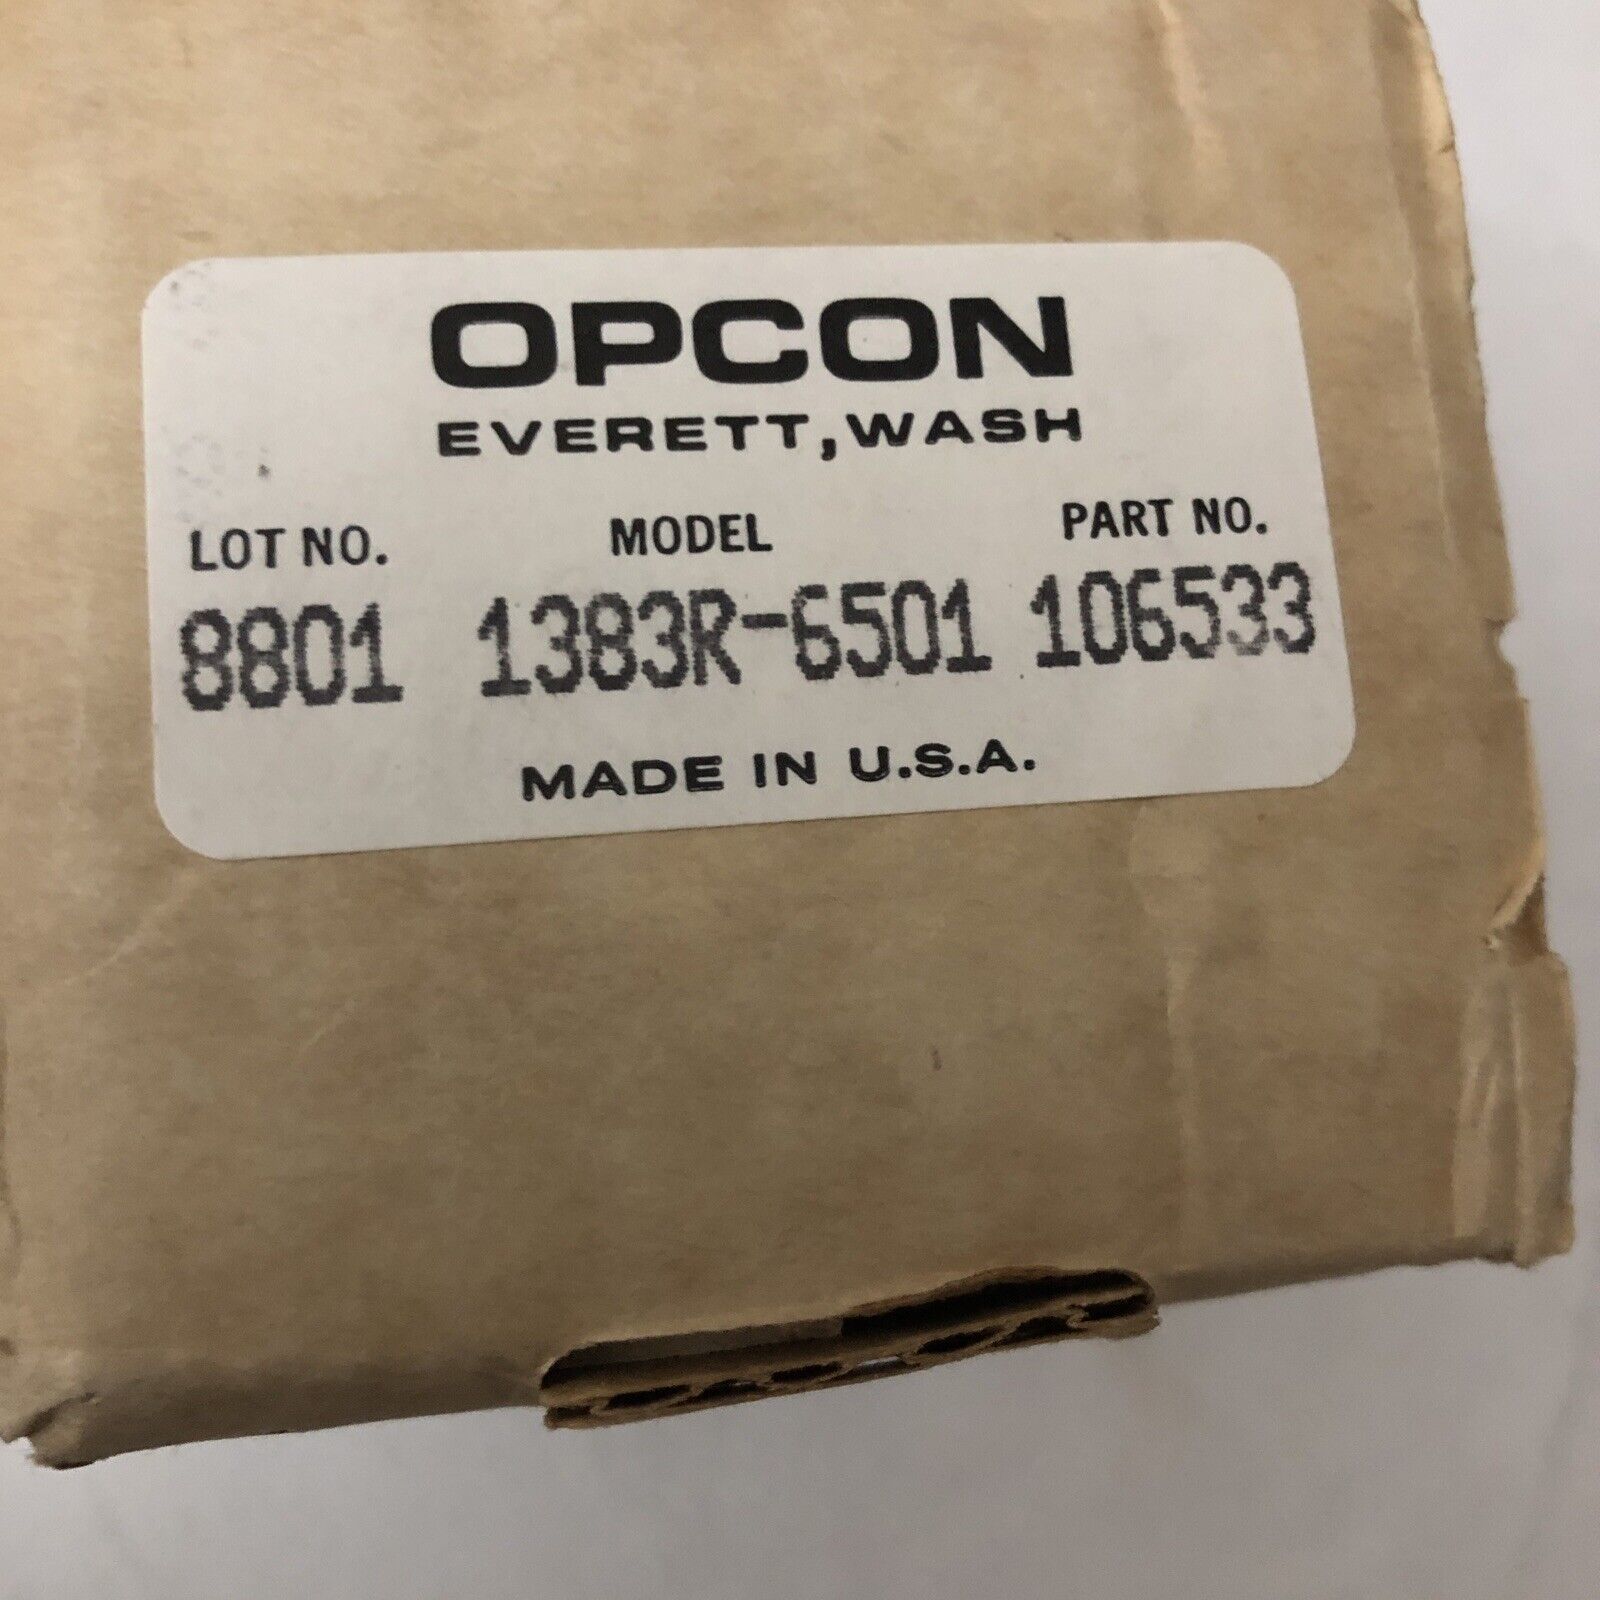 OPCON
EVERETT, WASH
LOT NO. MODEL PART NO.
8801 1383R-6501 106533
MADE IN U.S.A.